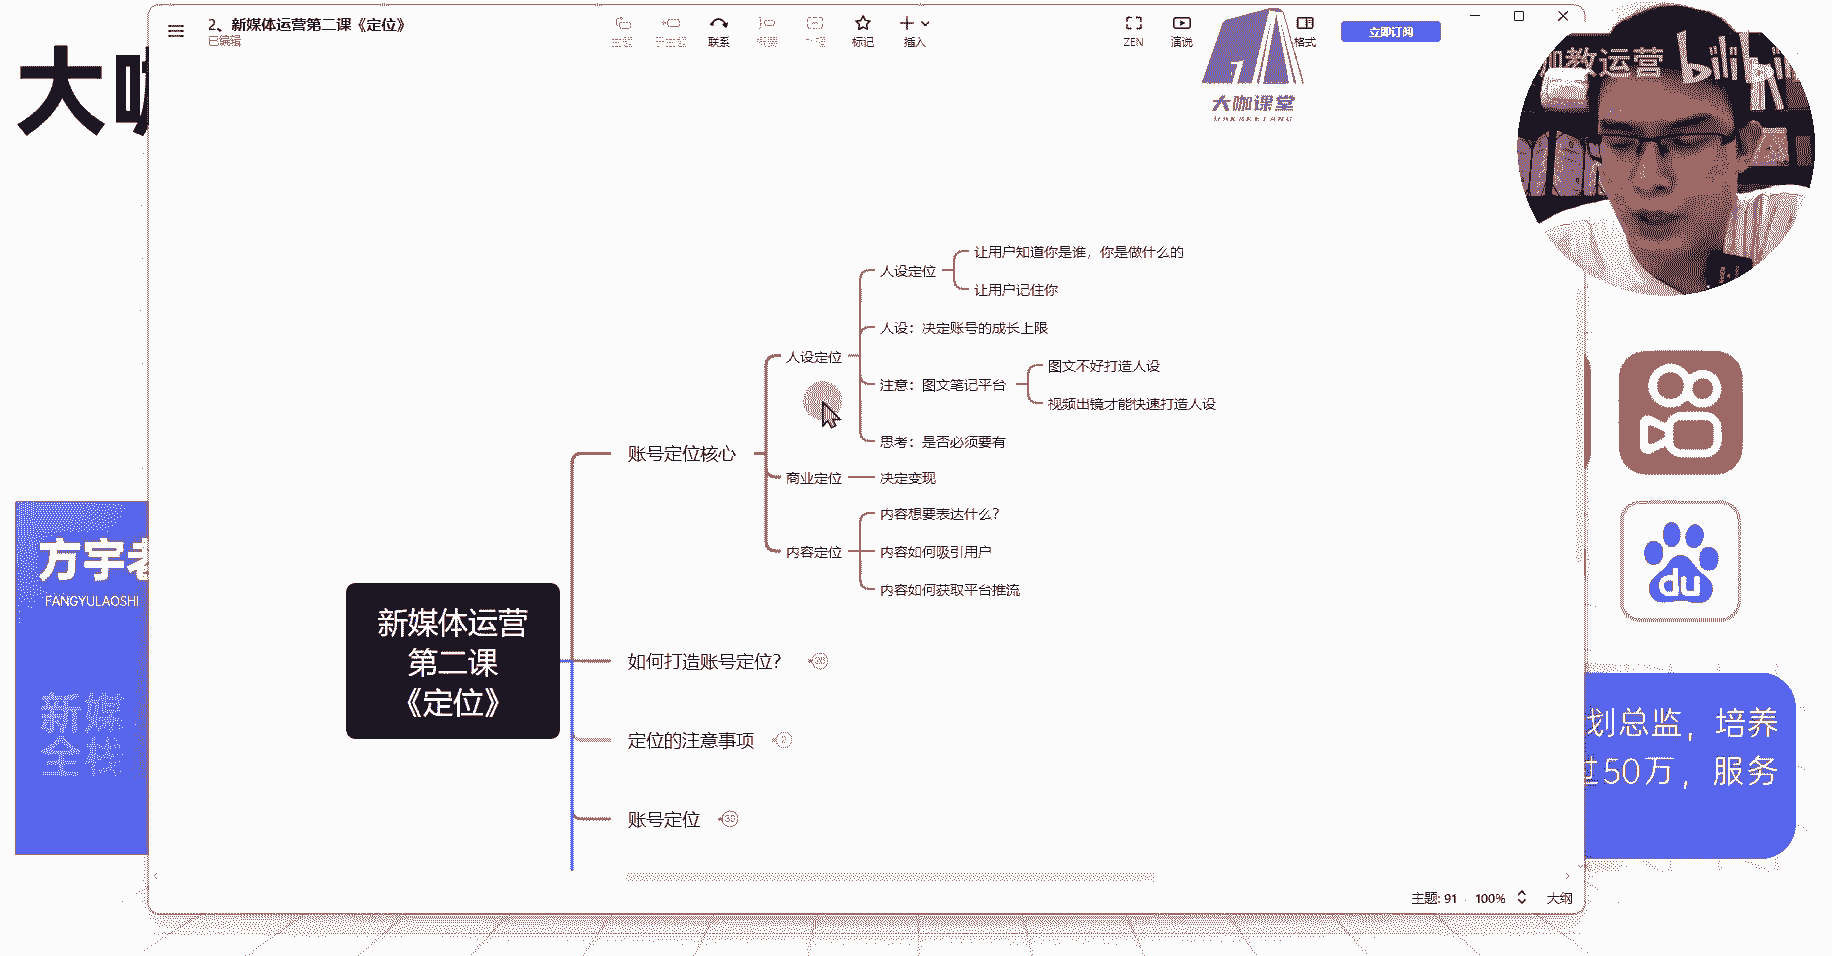 2、新媒体运营第二课《定位》
已编辑
联系
标记
插入
ZEN
演说
格式
立即订阅
大咖课堂
DAKAKETANG
咖教运营 bilibili
大咖
让用户知道你是谁，你是做什么的
人设定位
让用户记住你
人设：决定账号的成长上限
人设定位
图文不好打造人设
注意：图文笔记平台
视频出镜才能快速打造人设
思考：是否必须要有
账号定位核心
商业定位
决定变现
内容想要表达什么？
内容定位
内容如何吸引用户
内容如何获取平台推流
新媒体运营
第二课
《定位》
如何打造账号定位？
定位的注意事项
2
账号定位
方宇老
FANGYULAOSHI
新媒
全栈
du
划总监，培养
过50万，服务
主题: 91
100%
大纲